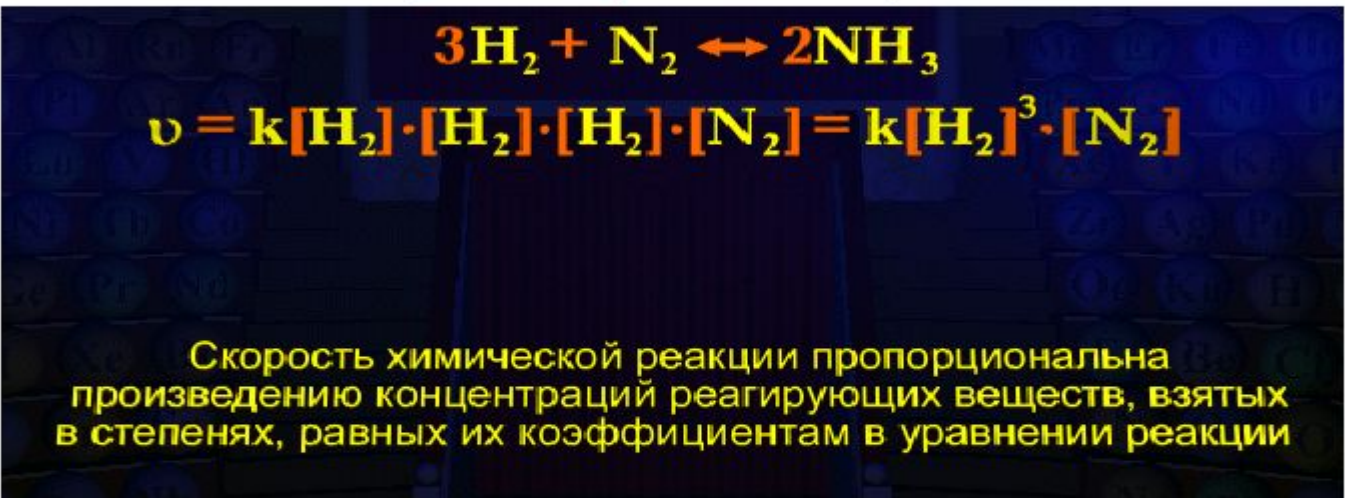 3H₂ + N₂ ↔ 2NH₃
υ = k[H₂]·[H₂]·[H₂]·[N₂] = k[H₂]³·[N₂]
Скорость химической реакции пропорциональна
произведению концентраций реагирующих веществ, взятых
в степенях, равных их коэффициентам в уравнении реакции